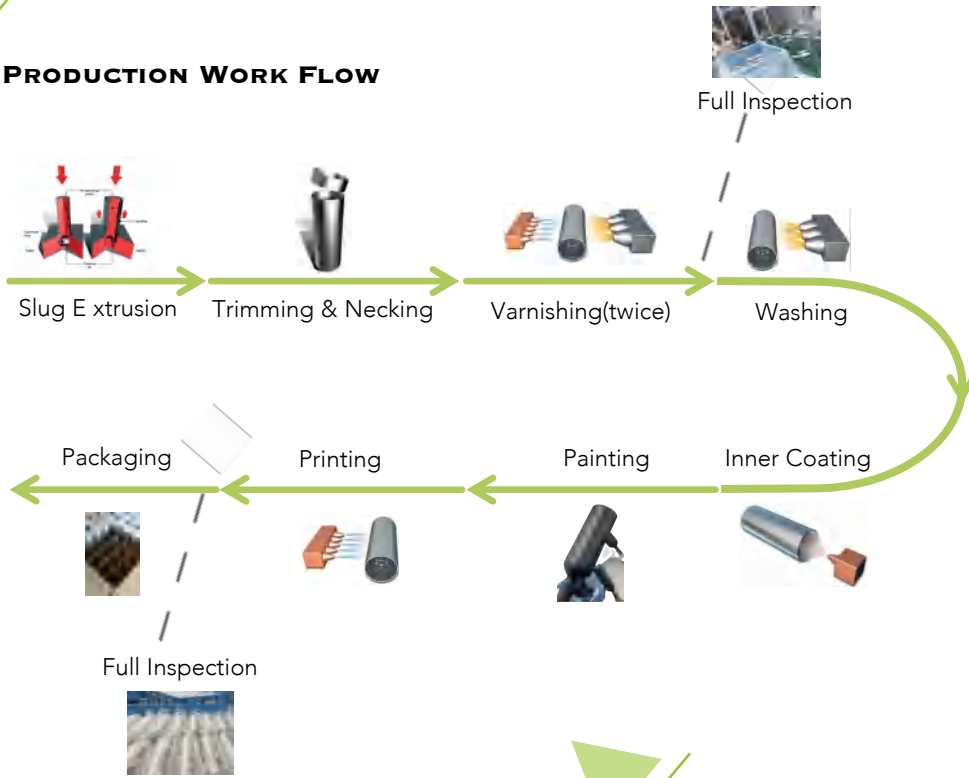 PRODUCTION WORK FLOW
Full Inspection
Slug E xtrusion
Trimming & Necking
Varnishing(twice)
Washing
Packaging
Printing
Painting
Inner Coating
Full Inspection